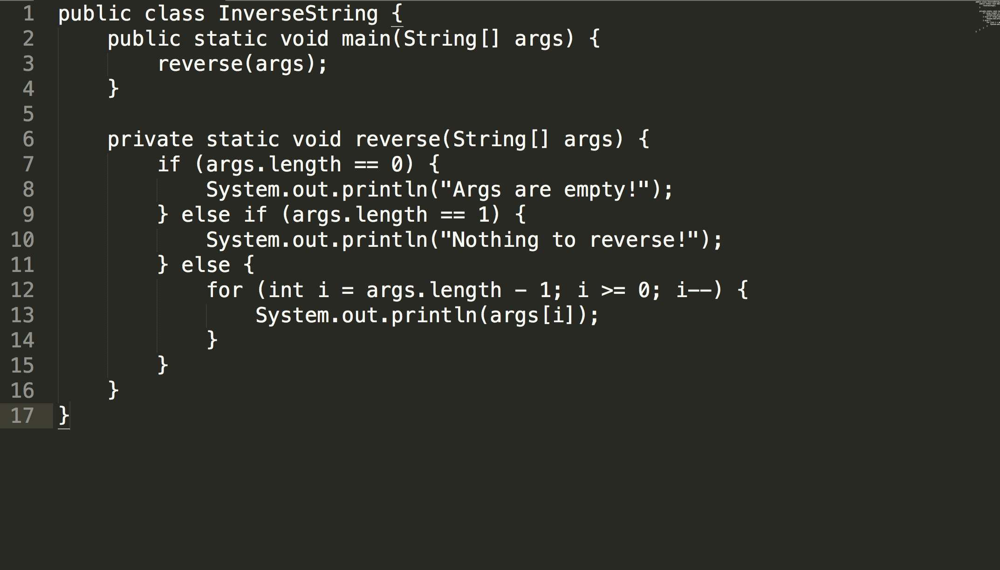 1 public class InverseString {
2     public static void main(String[] args) {
3         reverse(args);
4     }
5
6     private static void reverse(String[] args) {
7         if (args.length == 0) {
8             System.out.println("Args are empty!");
9         } else if (args.length == 1) {
10             System.out.println("Nothing to reverse!");
11         } else {
12             for (int i = args.length - 1; i >= 0; i--) {
13                 System.out.println(args[i]);
14             }
15         }
16     }
17 }